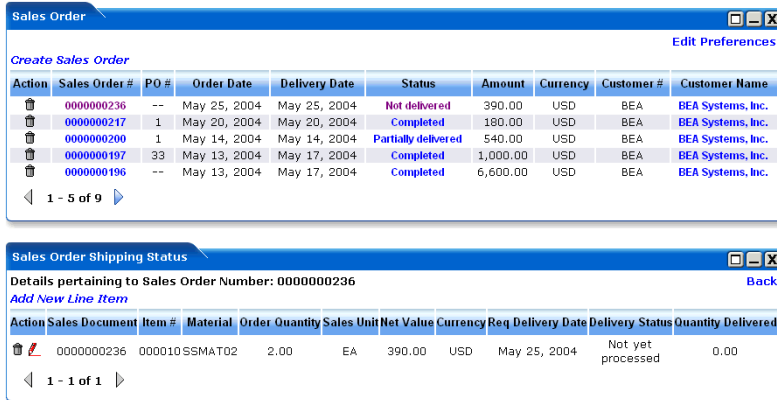 Sales Order
Edit Preferences
Create Sales Order
Action Sales Order # PO # Order Date Delivery Date Status Amount Currency Customer # Customer Name
0000000236 -- May 25, 2004 May 25, 2004 Not delivered 390.00 USD BEA BEA Systems, Inc.
0000000217 1 May 20, 2004 May 20, 2004 Completed 180.00 USD BEA BEA Systems, Inc.
0000000200 1 May 14, 2004 May 14, 2004 Partially delivered 540.00 USD BEA BEA Systems, Inc.
0000000197 33 May 13, 2004 May 17, 2004 Completed 1,000.00 USD BEA BEA Systems, Inc.
0000000196 -- May 13, 2004 May 17, 2004 Completed 6,600.00 USD BEA BEA Systems, Inc.
1 - 5 of 9
Sales Order Shipping Status
Details pertaining to Sales Order Number: 0000000236 Back
Add New Line Item
Action Sales Document Item # Material Order Quantity Sales Unit Net Value Currency Req Delivery Date Delivery Status Quantity Delivered
0000000236 000010 SSMAT02 2.00 EA 390.00 USD May 25, 2004 Not yet processed 0.00
1 - 1 of 1